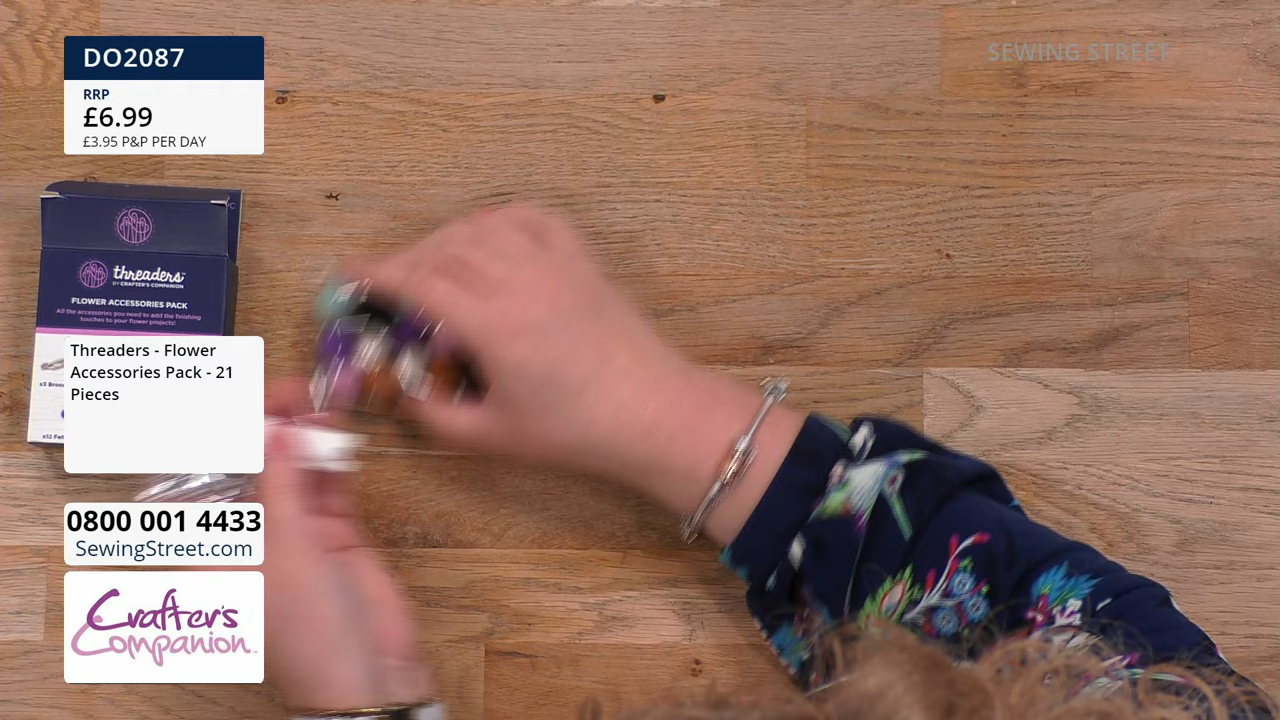 DO2087
RRP
£6.99
£3.95 P&P PER DAY
SEWING STREET
threaders
BY CRAFTER'S COMPANION
FLOWER ACCESSORIES PACK
All the accessories you need to add the finishing
touches to your flower projects!
Threaders - Flower
Accessories Pack - 21
Pieces
0800 001 4433
SewingStreet.com
Crafter's
Companion